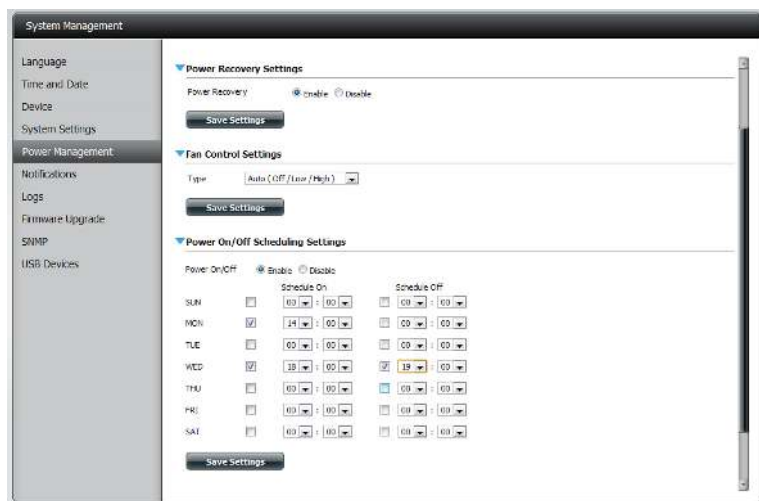 System Management
Language
Time and Date
Device
System Settings
Power Management
Notifications
Logs
Firmware Upgrade
SNMP
USB Devices
Power Recovery Settings
Power Recovery Enable Disable
Save Settings
Fan Control Settings
Type Auto ( Off / Low / High )
Save Settings
Power On/Off Scheduling Settings
Power On/Off Enable Disable
Schedule On Schedule Off
SUN 00 : 00 00 : 00
MON 14 : 00 00 : 00
TUE 00 : 00 00 : 00
WED 18 : 00 19 : 00
THU 00 : 00 00 : 00
FRI 00 : 00 00 : 00
SAT 00 : 00 00 : 00
Save Settings